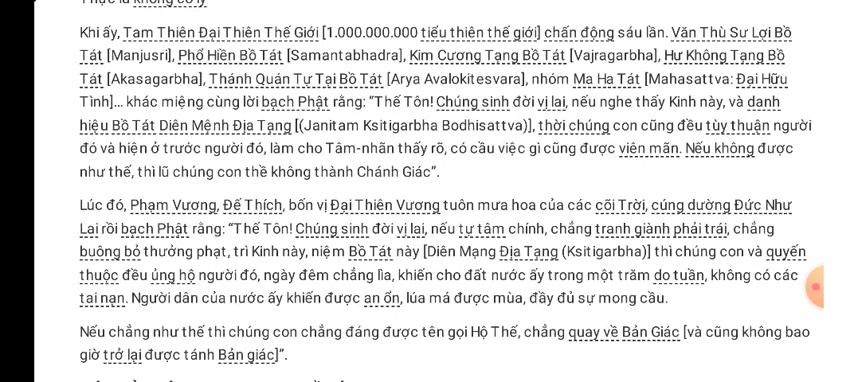 Khi ấy, Tam Thiên Đại Thiên Thế Giới [1.000.000.000 tiểu thiên thế giới] chấn động sáu lần. Văn Thù Sư Lợi Bồ
Tát [Manjusri], Phổ Hiền Bồ Tát [Samantabhadra], Kim Cương Tạng Bồ Tát [Vajragarbha], Hư Không Tạng Bồ
Tát [Akasagarbha], Thánh Quán Tự Tại Bồ Tát [Arya Avalokitesvara], nhóm Ma Ha Tát [Mahasattva: Đại Hữu
Tình]... khác miệng cùng lời bạch Phật rằng: "Thế Tôn! Chúng sinh đời vị lai, nếu nghe thấy Kinh này, và danh
hiệu Bồ Tát Diên Mệnh Địa Tạng [(Janitam Ksitigarbha Bodhisattva)], thời chúng con cũng đều tùy thuận người
đó và hiện ở trước người đó, làm cho Tâm-nhãn thấy rõ, có cầu việc gì cũng được viên mãn. Nếu không được
như thế, thì lũ chúng con thề không thành Chánh Giác".
Lúc đó, Phạm Vương, Đế Thích, bốn vị Đại Thiên Vương tuôn mưa hoa của các cõi Trời, cúng dường Đức Như
Lai rồi bạch Phật rằng: "Thế Tôn! Chúng sinh đời vị lai, nếu tự tâm chính, chẳng tranh giành phải trái, chẳng
buông bỏ thưởng phạt, trì Kinh này, niệm Bồ Tát này [Diên Mạng Địa Tạng (Ksitigarbha)] thì chúng con và quyến
thuộc đều ủng hộ người đó, ngày đêm chẳng lìa, khiến cho đất nước ấy trong một trăm do tuần, không có các
tai nạn. Người dân của nước ấy khiến được an ổn, lúa má được mùa, đầy đủ sự mong cầu.
Nếu chẳng như thế thì chúng con chẳng đáng được tên gọi Hộ Thế, chẳng quay về Bản Giác [và cũng không bao
giờ trở lại được tánh Bản giác]".